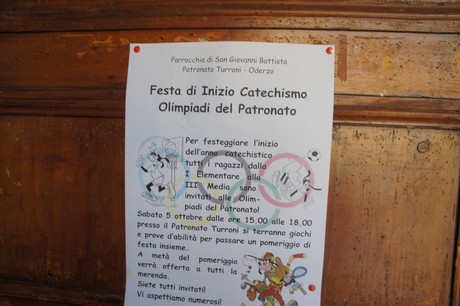 Parrocchia di San Giovanni Battista
Patronato Turroni - Oderzo
Festa di Inizio Catechismo
Olimpiadi del Patronato
Per festeggiare l'inizio
dell'anno catechistico
tutti i ragazzi dalla
I Elementare alla
III Media sono
invitati alle Olim-
piadi del Patronato!
Sabato 5 ottobre dalle ore 15.00 alle 18.00
presso il Patronato Turroni si terranno giochi
e prove d'abilità per passare un pomeriggio di
festa insieme.
A metà del pomeriggio
verrà offerta a tutti la
merenda.
Siete tutti invitati!
Vi aspettiamo numerosi!